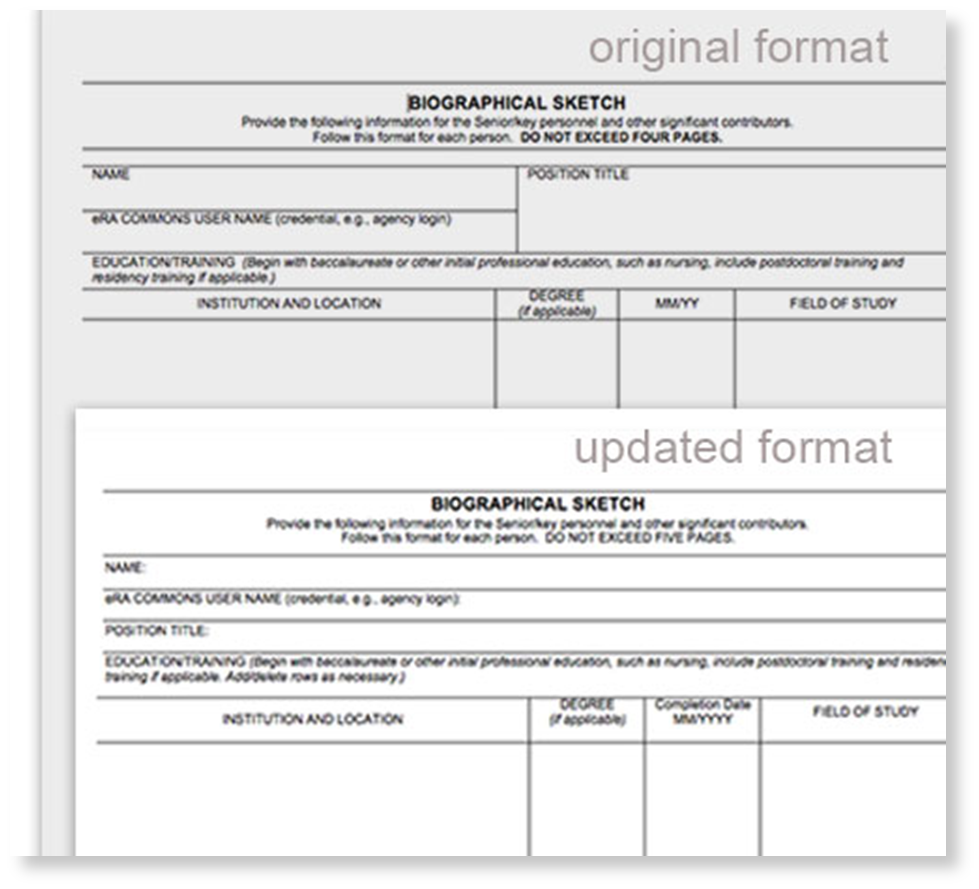 original format
BIOGRAPHICAL SKETCH
Provide the following information for the Senior/key personnel and other significant contributors.
Follow this format for each person. DO NOT EXCEED FOUR PAGES.
NAME
POSITION TITLE
eRA COMMONS USER NAME (credential, e.g., agency login)
EDUCATION/TRAINING (Begin with baccalaureate or other initial professional education, such as nursing, include postdoctoral training and
residency training if applicable.)
INSTITUTION AND LOCATION
DEGREE
(if applicable)
MM/YY
FIELD OF STUDY
updated format
BIOGRAPHICAL SKETCH
Provide the following information for the Senior/key personnel and other significant contributors.
Follow this format for each person. DO NOT EXCEED FIVE PAGES.
NAME:
eRA COMMONS USER NAME (credential, e.g., agency login):
POSITION TITLE:
EDUCATION/TRAINING (Begin with baccalaureate or other initial professional education, such as nursing, include postdoctoral training and residen
training if applicable. Add/delete rows as necessary.)
INSTITUTION AND LOCATION
DEGREE
(if applicable)
Completion Date
MM/YYYY
FIELD OF STUDY